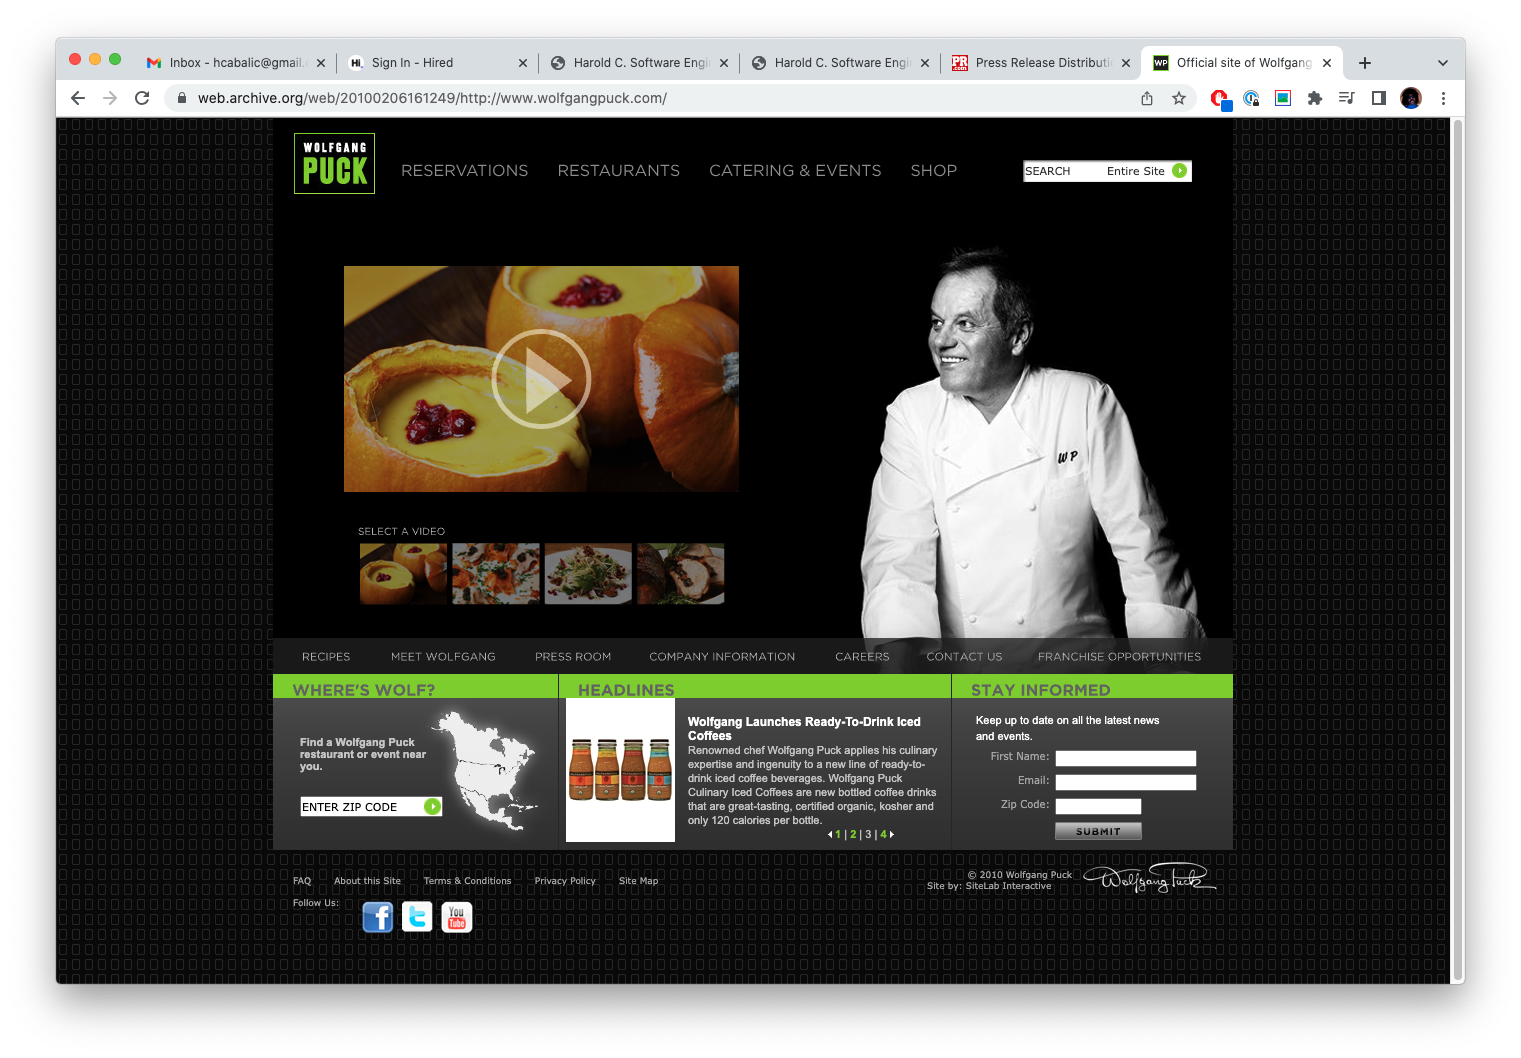 Inbox - hcabalic@gmail.
Hi. Sign In - Hired
Harold C. Software Engi
Harold C. Software Engi
PR .com Press Release Distributi
WP Official site of Wolfgang
web.archive.org/web/20100206161249/http://www.wolfgangpuck.com/
WOLFGANG
PUCK
RESERVATIONS RESTAURANTS CATERING & EVENTS SHOP
SEARCH Entire Site
W P
SELECT A VIDEO
RECIPES MEET WOLFGANG PRESS ROOM COMPANY INFORMATION CAREERS CONTACT US FRANCHISE OPPORTUNITIES
WHERE'S WOLF?
Find a Wolfgang Puck
restaurant or event near
you.
ENTER ZIP CODE
HEADLINES
Wolfgang Launches Ready-To-Drink Iced
Coffees
Renowned chef Wolfgang Puck applies his culinary
expertise and ingenuity to a new line of ready-to-
drink iced coffee beverages. Wolfgang Puck
Culinary Iced Coffees are new bottled coffee drinks
that are great-tasting, certified organic, kosher and
only 120 calories per bottle.
1 | 2 | 3 | 4
STAY INFORMED
Keep up to date on all the latest news
and events.
First Name:
Email:
Zip Code:
SUBMIT
FAQ About this Site Terms & Conditions Privacy Policy Site Map
Follow Us:
f t You Tube
© 2010 Wolfgang Puck
Site by: SiteLab Interactive
Wolfgang Puck